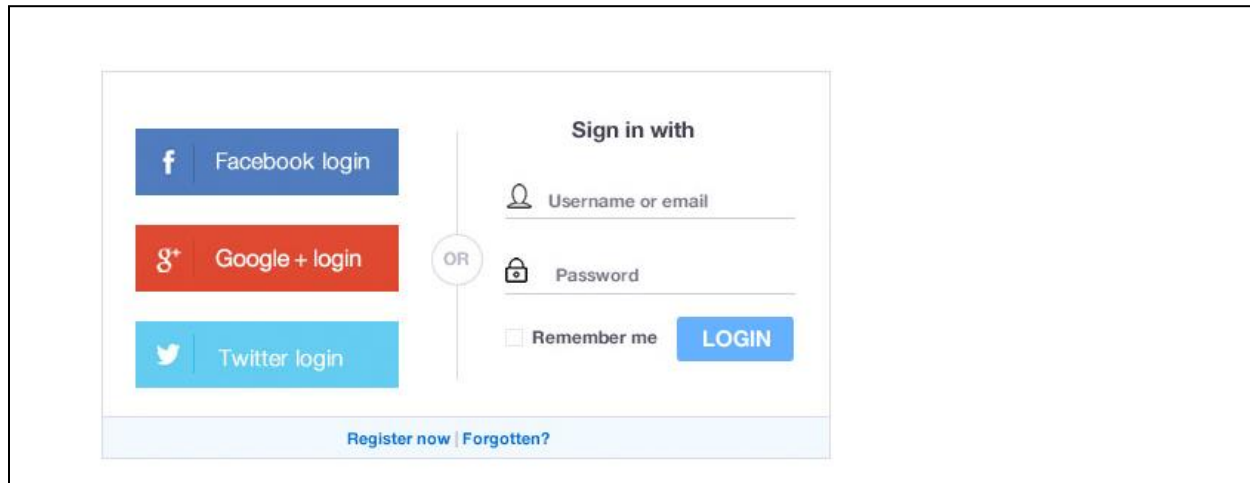 f Facebook login
g+ Google + login
Twitter login
OR
Sign in with
Username or email
Password
Remember me
LOGIN
Register now | Forgotten?